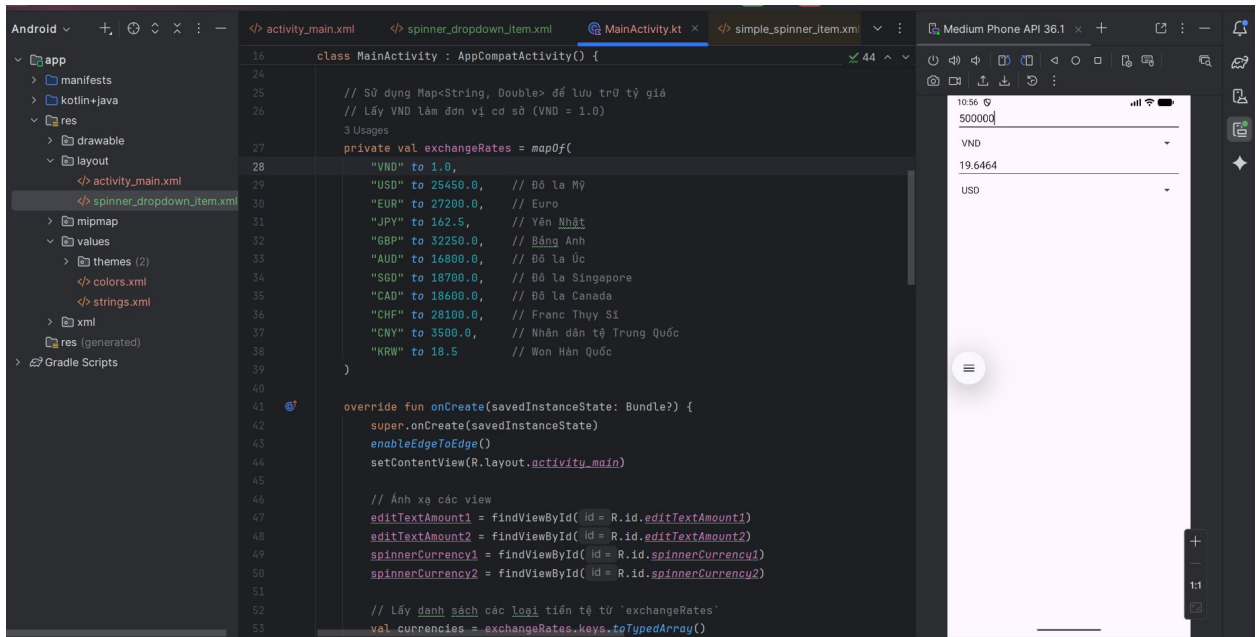 Android
app
manifests
kotlin+java
res
drawable
layout
activity_main.xml
spinner_dropdown_item.xml
mipmap
values
themes (2)
colors.xml
strings.xml
xml
res (generated)
Gradle Scripts
activity_main.xml
spinner_dropdown_item.xml
MainActivity.kt
simple_spinner_item.xml
16 class MainActivity : AppCompatActivity() {
44
24
25 // Sử dụng Map<String, Double> để lưu trữ tỷ giá
26 // Lấy VND làm đơn vị cơ sở (VND = 1.0)
3 Usages
27 private val exchangeRates = mapOf(
28 "VND" to 1.0,
29 "USD" to 25450.0, // Đô la Mỹ
30 "EUR" to 27200.0, // Euro
31 "JPY" to 162.5, // Yên Nhật
32 "GBP" to 32250.0, // Bảng Anh
33 "AUD" to 16800.0, // Đô la Úc
34 "SGD" to 18700.0, // Đô la Singapore
35 "CAD" to 18600.0, // Đô la Canada
36 "CHF" to 28100.0, // Franc Thụy Sĩ
37 "CNY" to 3500.0, // Nhân dân tệ Trung Quốc
38 "KRW" to 18.5 // Won Hàn Quốc
39 )
40
41 override fun onCreate(savedInstanceState: Bundle?) {
42 super.onCreate(savedInstanceState)
43 enableEdgeToEdge()
44 setContentView(R.layout.activity_main)
45
46 // Ánh xạ các view
47 editTextAmount1 = findViewById( id = R.id.editTextAmount1)
48 editTextAmount2 = findViewById( id = R.id.editTextAmount2)
49 spinnerCurrency1 = findViewById( id = R.id.spinnerCurrency1)
50 spinnerCurrency2 = findViewById( id = R.id.spinnerCurrency2)
51
52 // Lấy danh sách các loại tiền tệ từ `exchangeRates`
53 val currencies = exchangeRates.keys.toTypedArray()
Medium Phone API 36.1
10:56
500000
VND
19.6464
USD
1:1